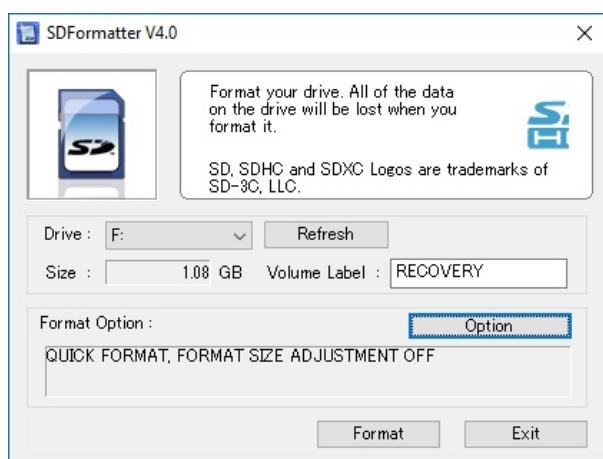 SDFormatter V4.0
Format your drive. All of the data
on the drive will be lost when you
format it.
SD, SDHC and SDXC Logos are trademarks of
SD-3C, LLC.
SD
Drive : F: Refresh
Size : 1.08 GB Volume Label : RECOVERY
Format Option : Option
QUICK FORMAT, FORMAT SIZE ADJUSTMENT OFF
Format Exit